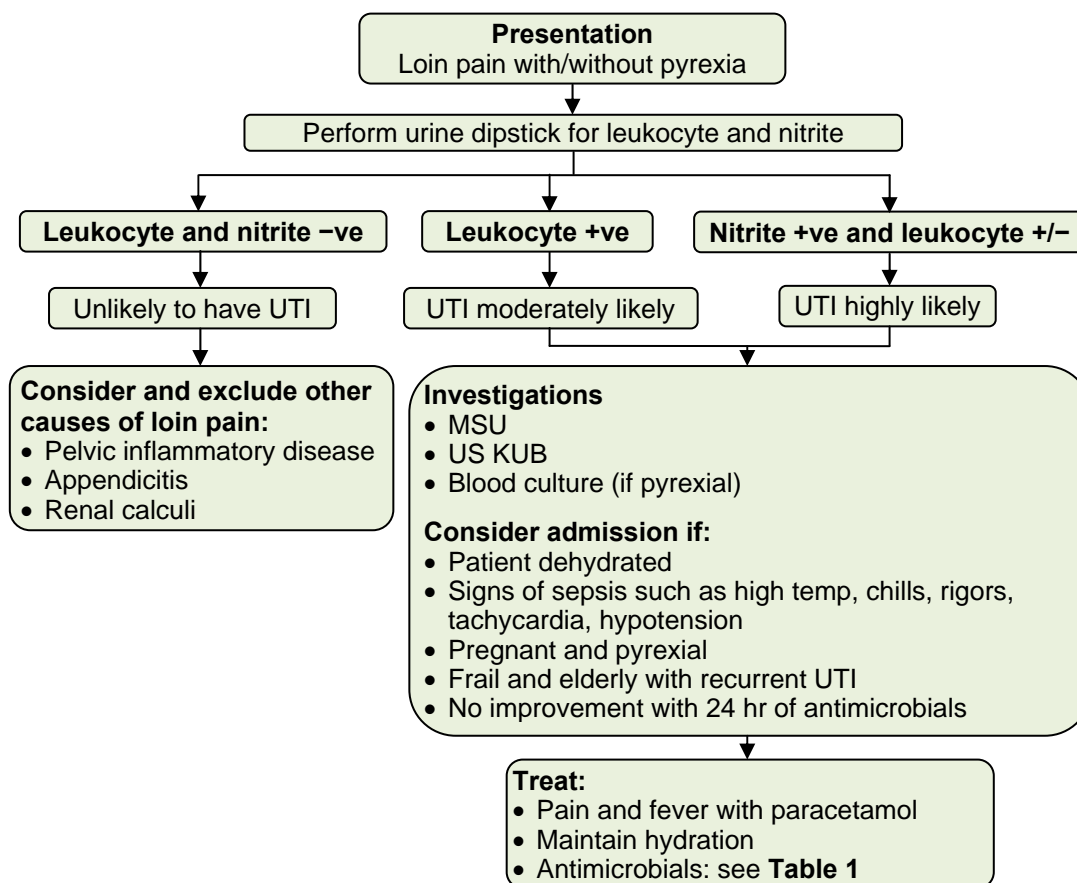 Presentation
Loin pain with/without pyrexia
Perform urine dipstick for leukocyte and nitrite
Leukocyte and nitrite −ve
Leukocyte +ve
Nitrite +ve and leukocyte +/−
Unlikely to have UTI
UTI moderately likely
UTI highly likely
Consider and exclude other
causes of loin pain:
• Pelvic inflammatory disease
• Appendicitis
• Renal calculi
Investigations
• MSU
• US KUB
• Blood culture (if pyrexial)
Consider admission if:
• Patient dehydrated
• Signs of sepsis such as high temp, chills, rigors,
tachycardia, hypotension
• Pregnant and pyrexial
• Frail and elderly with recurrent UTI
• No improvement with 24 hr of antimicrobials
Treat:
• Pain and fever with paracetamol
• Maintain hydration
• Antimicrobials: see Table 1